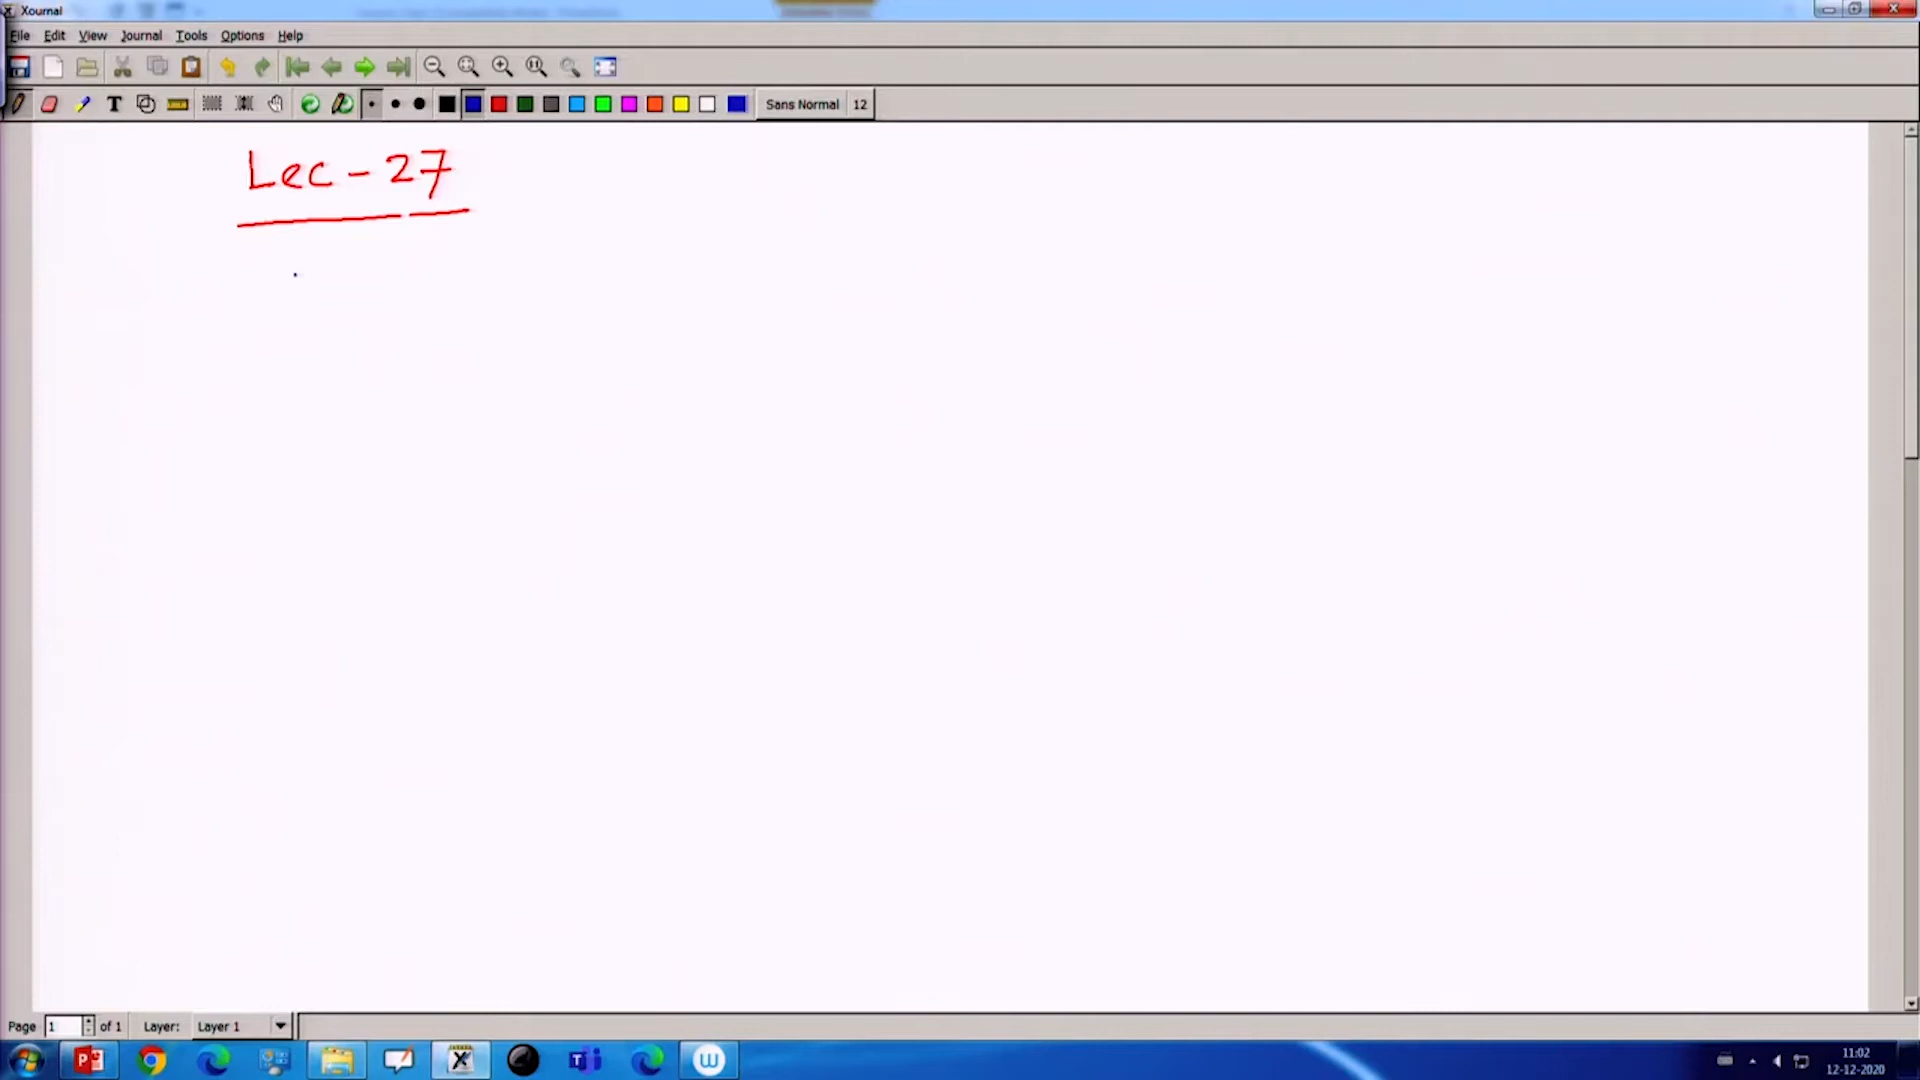 Xournal
File Edit View Journal Tools Options Help
Sans Normal 12
Lec - 27
Page 1 of 1 Layer: Layer 1
11:02
12-12-2020